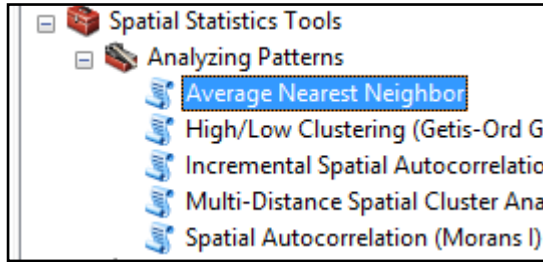 Spatial Statistics Tools
Analyzing Patterns
Average Nearest Neighbor
High/Low Clustering (Getis-Ord G
Incremental Spatial Autocorrelatio
Multi-Distance Spatial Cluster Ana
Spatial Autocorrelation (Morans I)